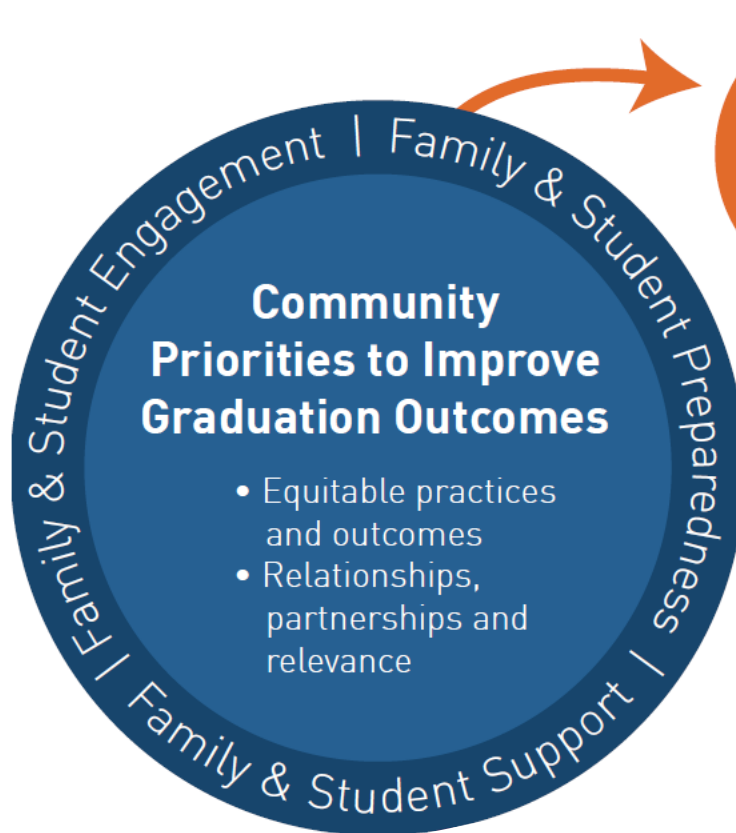 Family & Student Engagement | Family & Student Preparedness | Family & Student Support |
Community
Priorities to Improve
Graduation Outcomes
• Equitable practices
and outcomes
• Relationships,
partnerships and
relevance